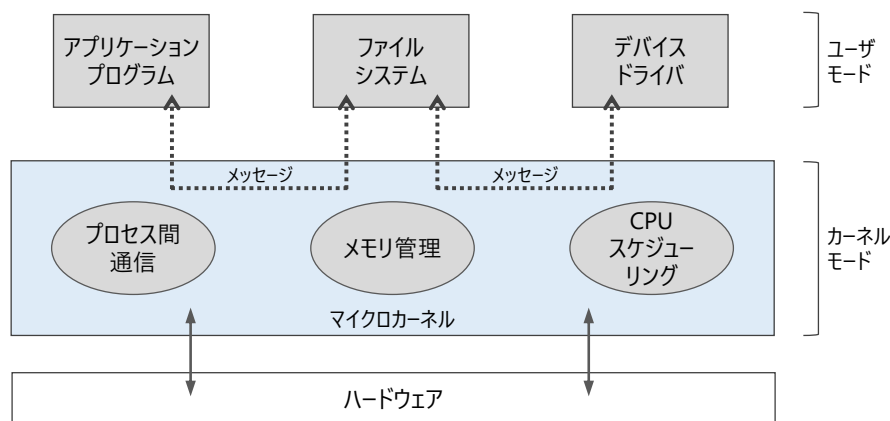 アプリケーション
プログラム
ファイル
システム
デバイス
ドライバ
ユーザ
モード
メッセージ
メッセージ
プロセス間
通信
メモリ管理
CPU
スケジュー
リング
カーネル
モード
マイクロカーネル
ハードウェア